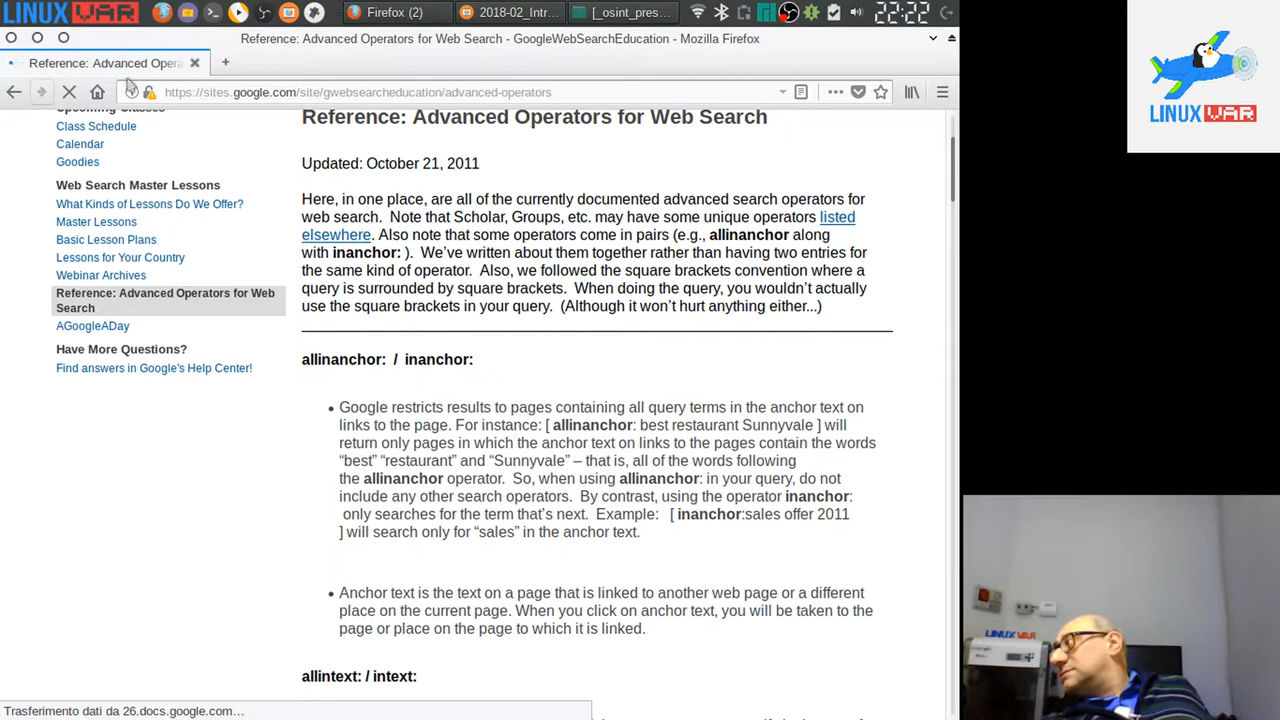 LINUX VAR
Firefox (2)
2018-02_Intr...
[_osint_pres...
22:22
Reference: Advanced Operators for Web Search - GoogleWebSearchEducation - Mozilla Firefox
Reference: Advanced Opera
https://sites.google.com/site/gwebsearcheducation/advanced-operators
Upcoming Classes
Class Schedule
Calendar
Goodies
Web Search Master Lessons
What Kinds of Lessons Do We Offer?
Master Lessons
Basic Lesson Plans
Lessons for Your Country
Webinar Archives
Reference: Advanced Operators for Web
Search
AGoogleADay
Have More Questions?
Find answers in Google's Help Center!
Reference: Advanced Operators for Web Search
Updated: October 21, 2011
Here, in one place, are all of the currently documented advanced search operators for
web search.  Note that Scholar, Groups, etc. may have some unique operators listed
elsewhere. Also note that some operators come in pairs (e.g., allinanchor along
with inanchor: ).  We've written about them together rather than having two entries for
the same kind of operator.  Also, we followed the square brackets convention where a
query is surrounded by square brackets.  When doing the query, you wouldn't actually
use the square brackets in your query.  (Although it won't hurt anything either...)
allinanchor:  /  inanchor:
• Google restricts results to pages containing all query terms in the anchor text on
links to the page. For instance: [ allinanchor: best restaurant Sunnyvale ] will
return only pages in which the anchor text on links to the pages contain the words
“best” “restaurant” and “Sunnyvale” – that is, all of the words following
the allinanchor operator.  So, when using allinanchor: in your query, do not
include any other search operators.  By contrast, using the operator inanchor:
only searches for the term that's next.  Example:   [ inanchor:sales offer 2011
] will search only for “sales” in the anchor text.
• Anchor text is the text on a page that is linked to another web page or a different
place on the current page. When you click on anchor text, you will be taken to the
page or place on the page to which it is linked.
allintext: / intext:
Trasferimento dati da 26.docs.google.com...
LINUX VAR
LINUX VAR